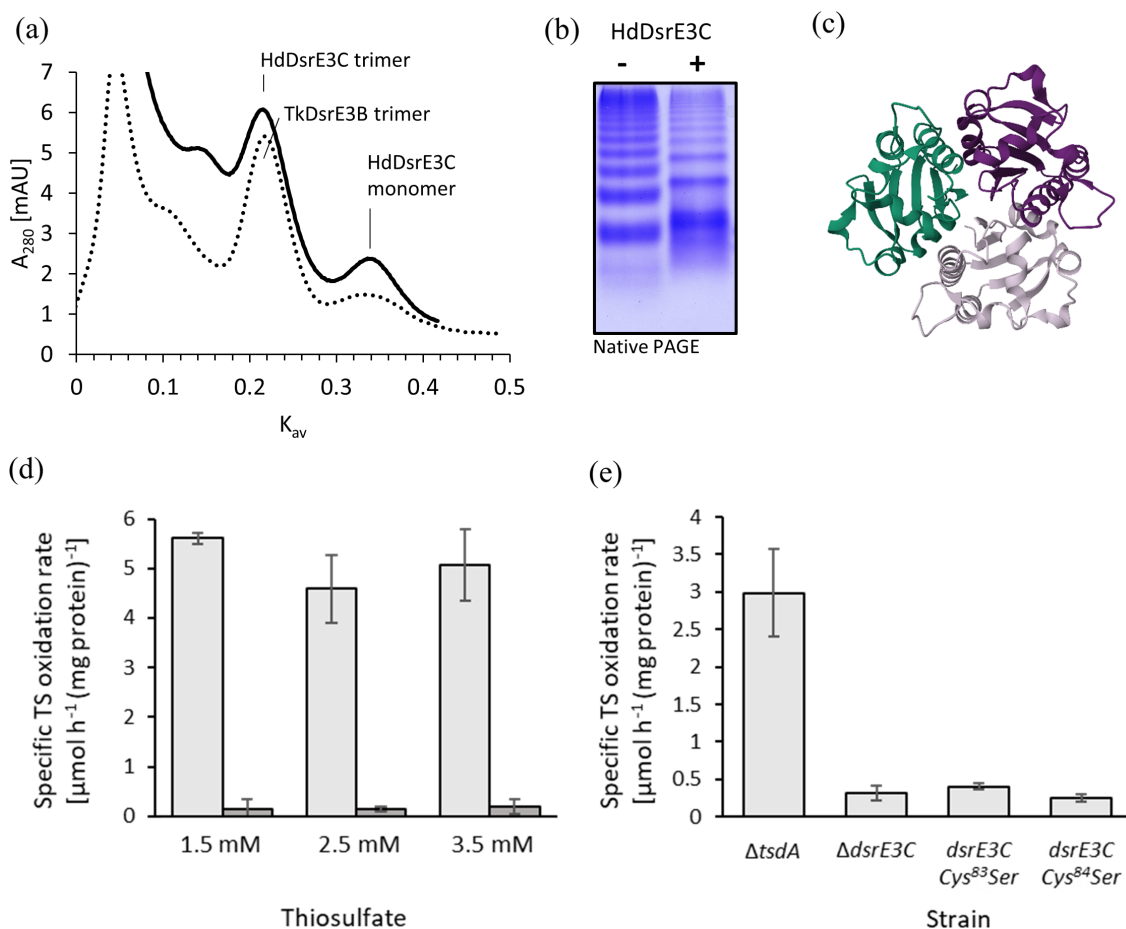 (a)
HdDsrE3C trimer
TkDsrE3B trimer
HdDsrE3C
monomer
A280 [mAU]
7
6
5
4
3
2
1
0
0 0.1 0.2 0.3 0.4 0.5
Kav
(b)
HdDsrE3C
- +
Native PAGE
(c)
(d)
Specific TS oxidation rate
[µmol h⁻¹ (mg protein)⁻¹]
6
5
4
3
2
1
0
1.5 mM 2.5 mM 3.5 mM
Thiosulfate
(e)
Specific TS oxidation rate
[µmol h⁻¹ (mg protein)⁻¹]
4
3.5
3
2.5
2
1.5
1
0.5
0
ΔtsdA ΔdsrE3C dsrE3C dsrE3C
Cys⁸³Ser Cys⁸⁴Ser
Strain